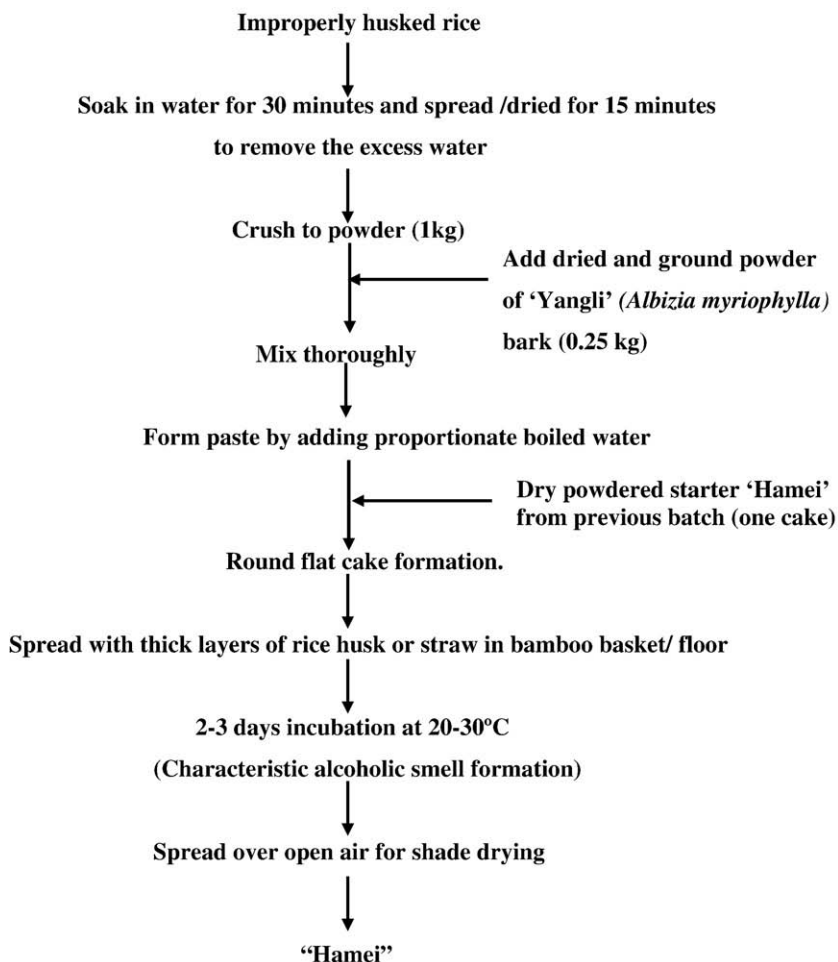 Improperly husked rice
Soak in water for 30 minutes and spread /dried for 15 minutes
to remove the excess water
Crush to powder (1kg)
Add dried and ground powder
of ‘Yangli’ (Albizia myriophylla)
bark (0.25 kg)
Mix thoroughly
Form paste by adding proportionate boiled water
Dry powdered starter ‘Hamei’
from previous batch (one cake)
Round flat cake formation.
Spread with thick layers of rice husk or straw in bamboo basket/ floor
2-3 days incubation at 20-30ºC
(Characteristic alcoholic smell formation)
Spread over open air for shade drying
“Hamei”